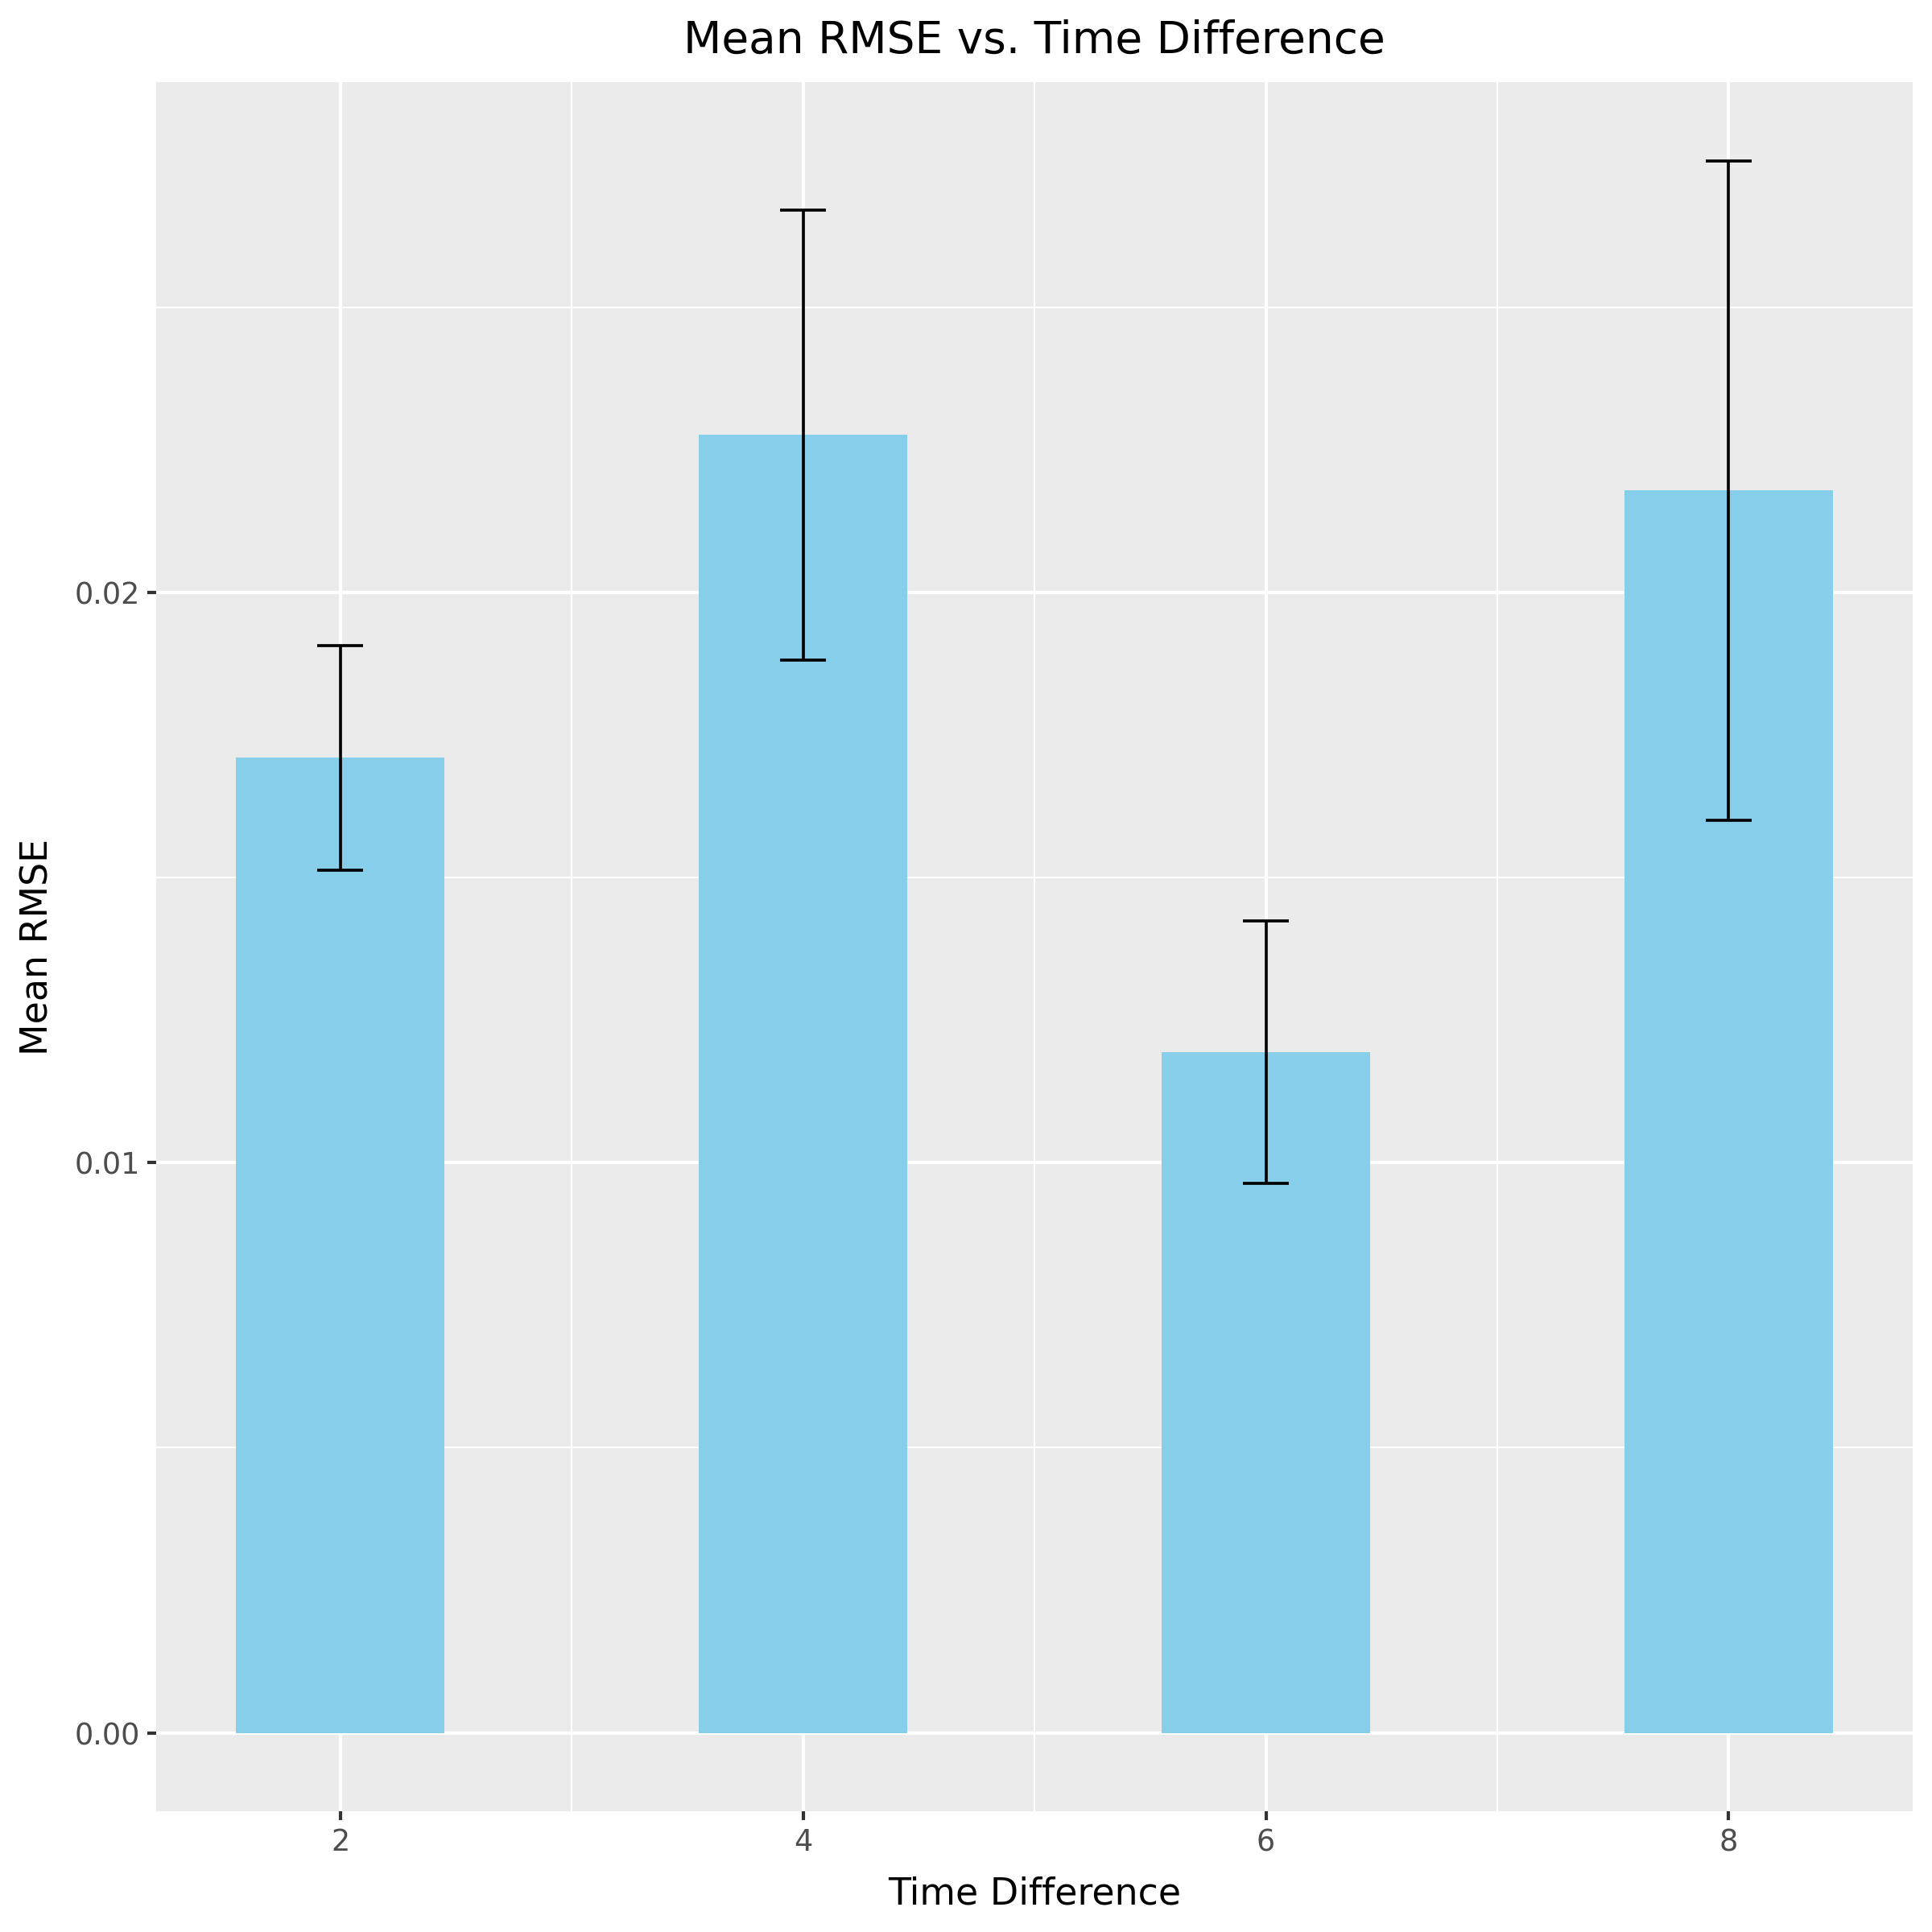 Mean RMSE vs. Time Difference
Mean RMSE
0.02
0.01
0.00
2 4 6 8
Time Difference